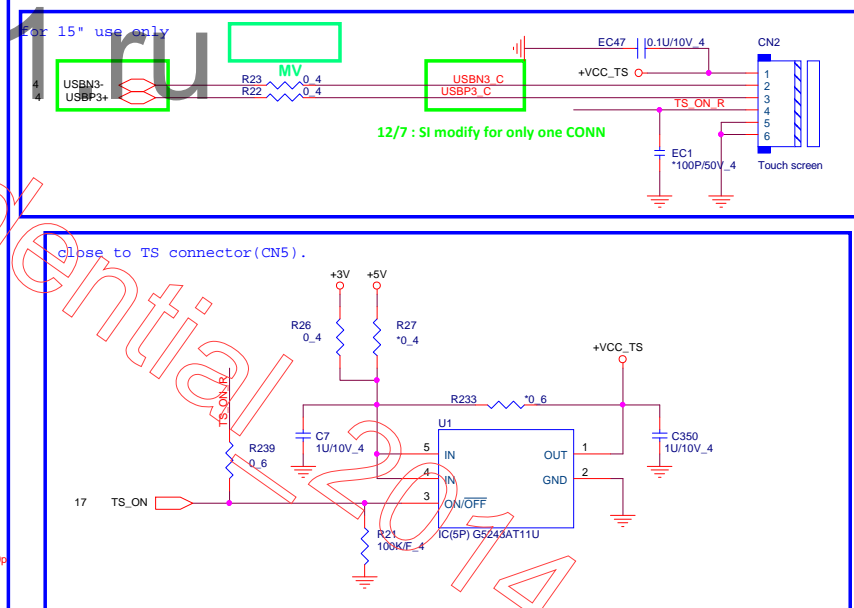 for 15" use only
1.ru
MV
4 USBN3-
4 USBP3+
R23 0_4
R22 0_4
USBN3_C
USBP3_C
EC47 0.1U/10V_4
+VCC_TS
CN2
1
2
3
4
5
6
TS_ON_R
12/7 : SI modify for only one CONN
EC1
*100P/50V_4
Touch screen
close to TS connector(CN5).
+3V +5V
R26
0_4
R27
*0_4
+VCC_TS
R233 *0_6
TS_ON_R
C7
1U/10V_4
U1
5 IN
4 IN
3 ON/OFF
OUT 1
GND 2
C350
1U/10V_4
R239
0_6
17 TS_ON
R21
100K/F_4
IC(5P) G5243AT11U
dential
2014